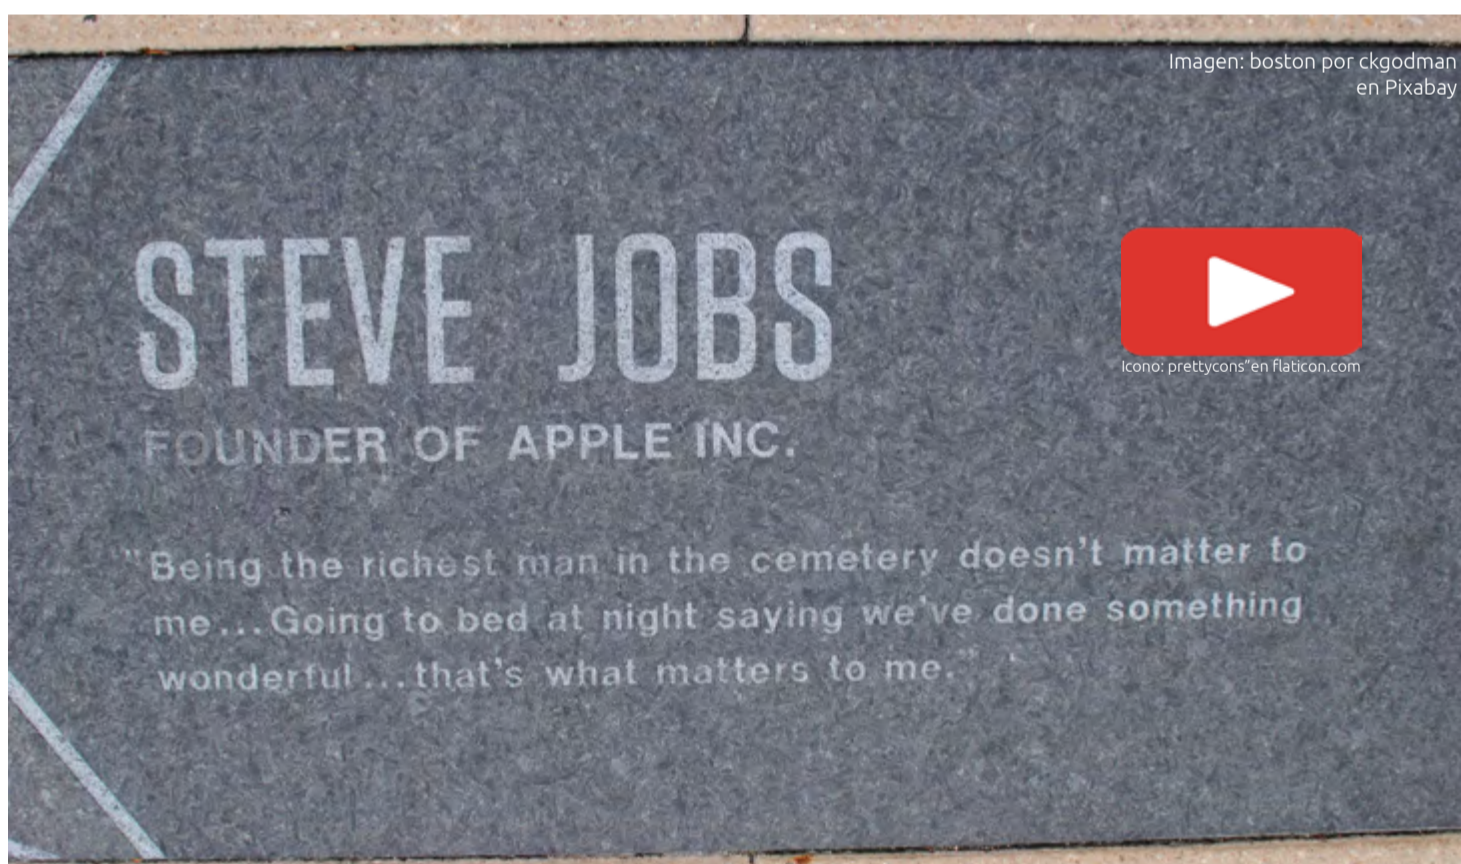 Imagen: boston por ckgodman
en Pixabay
STEVE JOBS
Icono: prettycons"en flaticon.com
FOUNDER OF APPLE INC.
"Being the richest man in the cemetery doesn't matter to
me...Going to bed at night saying we've done something
wonderful...that's what matters to me."